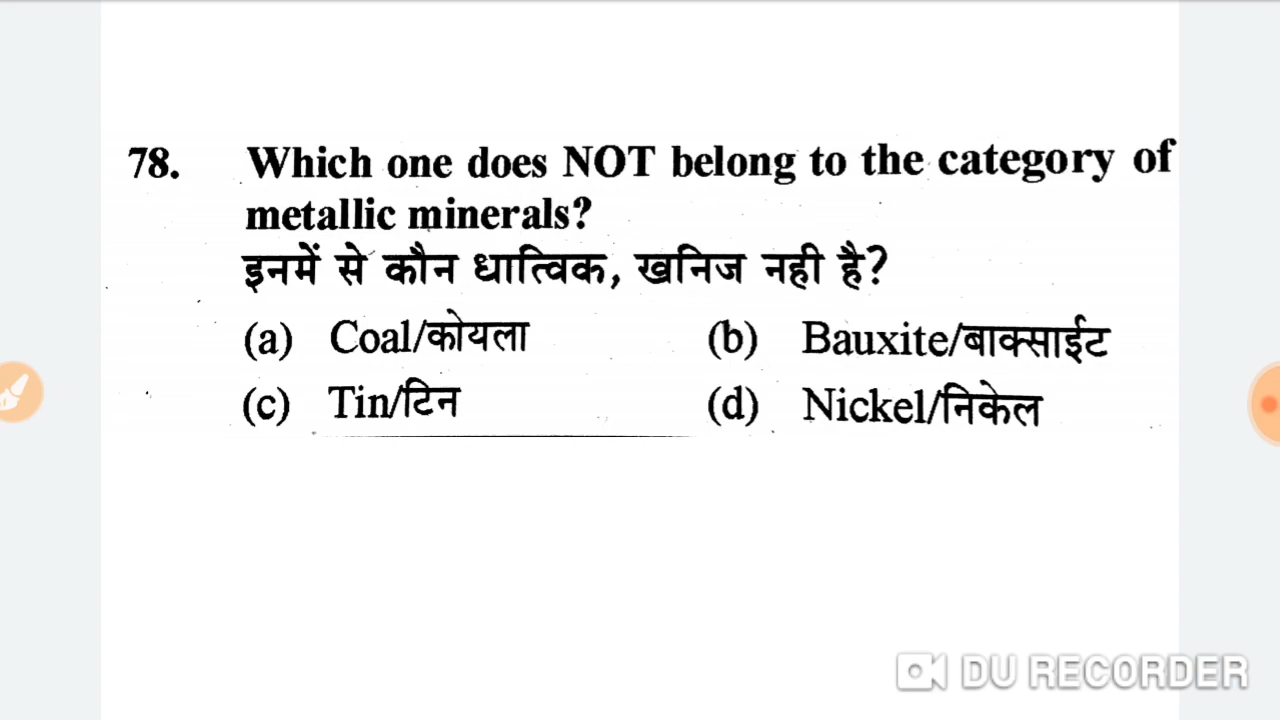 78. Which one does NOT belong to the category of
metallic minerals?
इनमें से कौन धात्विक, खनिज नही है?
(a) Coal/कोयला (b) Bauxite/बाक्साईट
(c) Tin/टिन (d) Nickel/निकेल
DU RECORDER